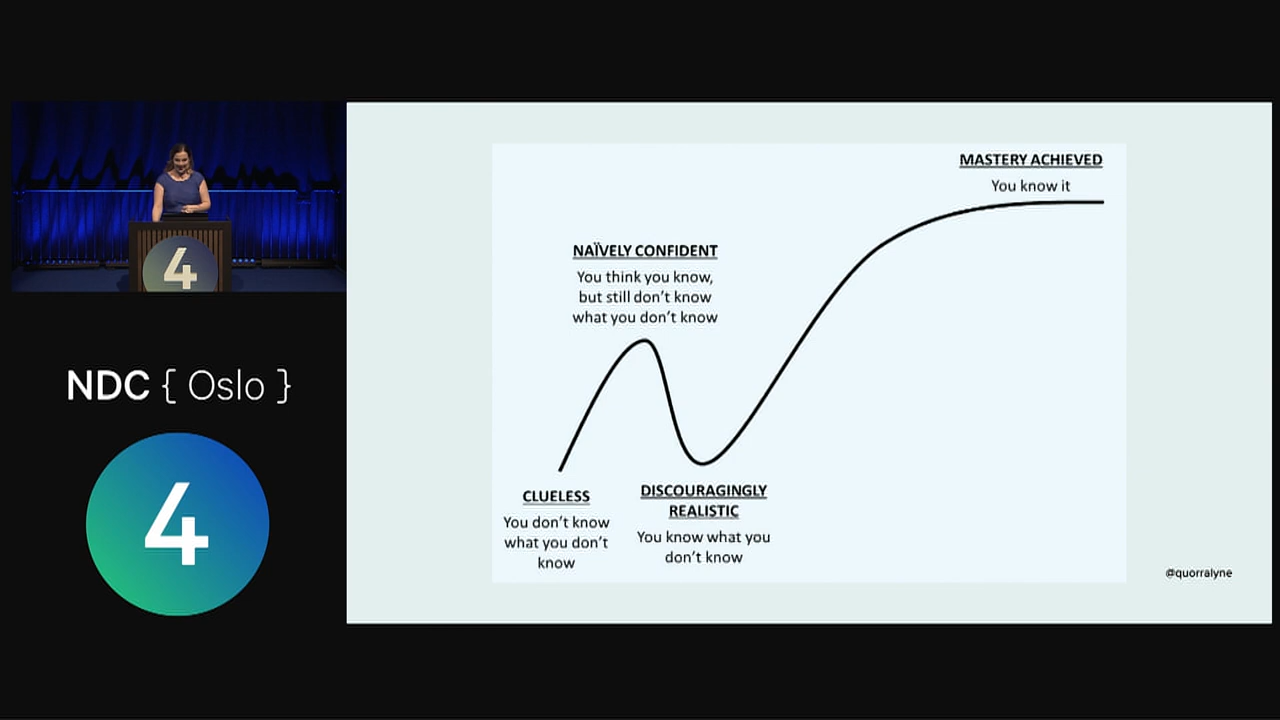 4
NDC { Oslo }
4
MASTERY ACHIEVED
You know it
NAÏVELY CONFIDENT
You think you know,
but still don’t know
what you don’t know
CLUELESS
You don’t know
what you don’t
know
DISCOURAGINGLY
REALISTIC
You know what you
don’t know
@quorralyne